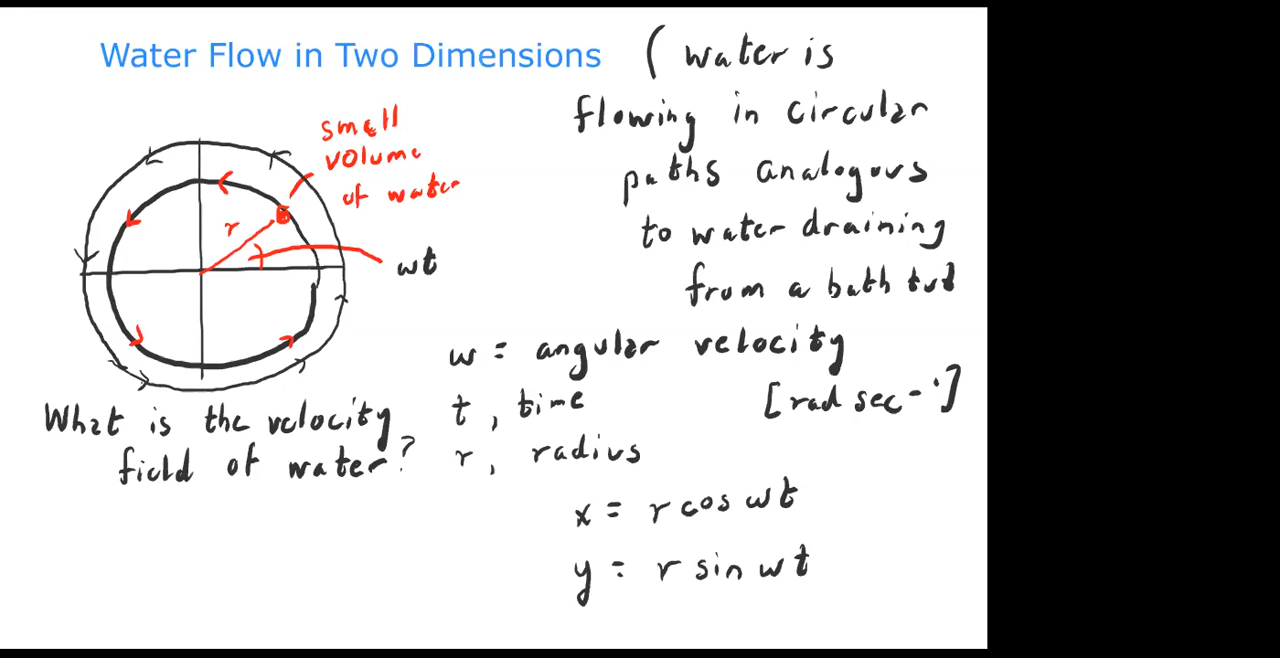 Water Flow in Two Dimensions
(water is
flowing in circular
paths analogous
to water draining
from a bath tub
small
volume
of water
r
wt
w = angular velocity
[rad sec-1]
What is the velocity
field of water?
t, time
r, radius
x = r cos wt
y = r sin wt